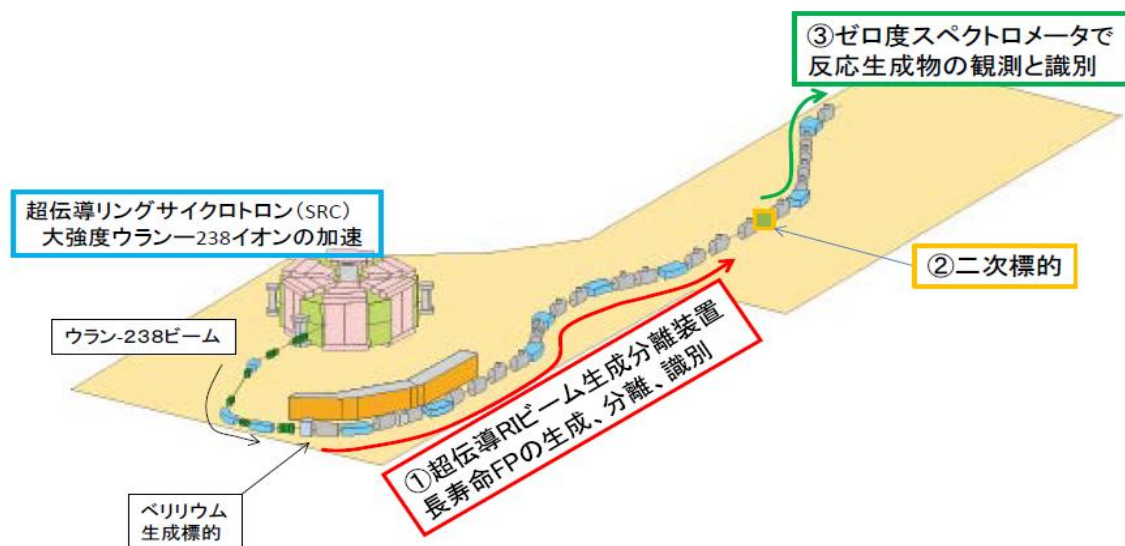 ③ゼロ度スペクトロメータで
反応生成物の観測と識別
超伝導リングサイクロトロン(SRC)
大強度ウラン―238イオンの加速
②二次標的
ウラン-238ビーム
①超伝導RIビーム生成分離装置
長寿命FPの生成、分離、識別
ベリリウム
生成標的